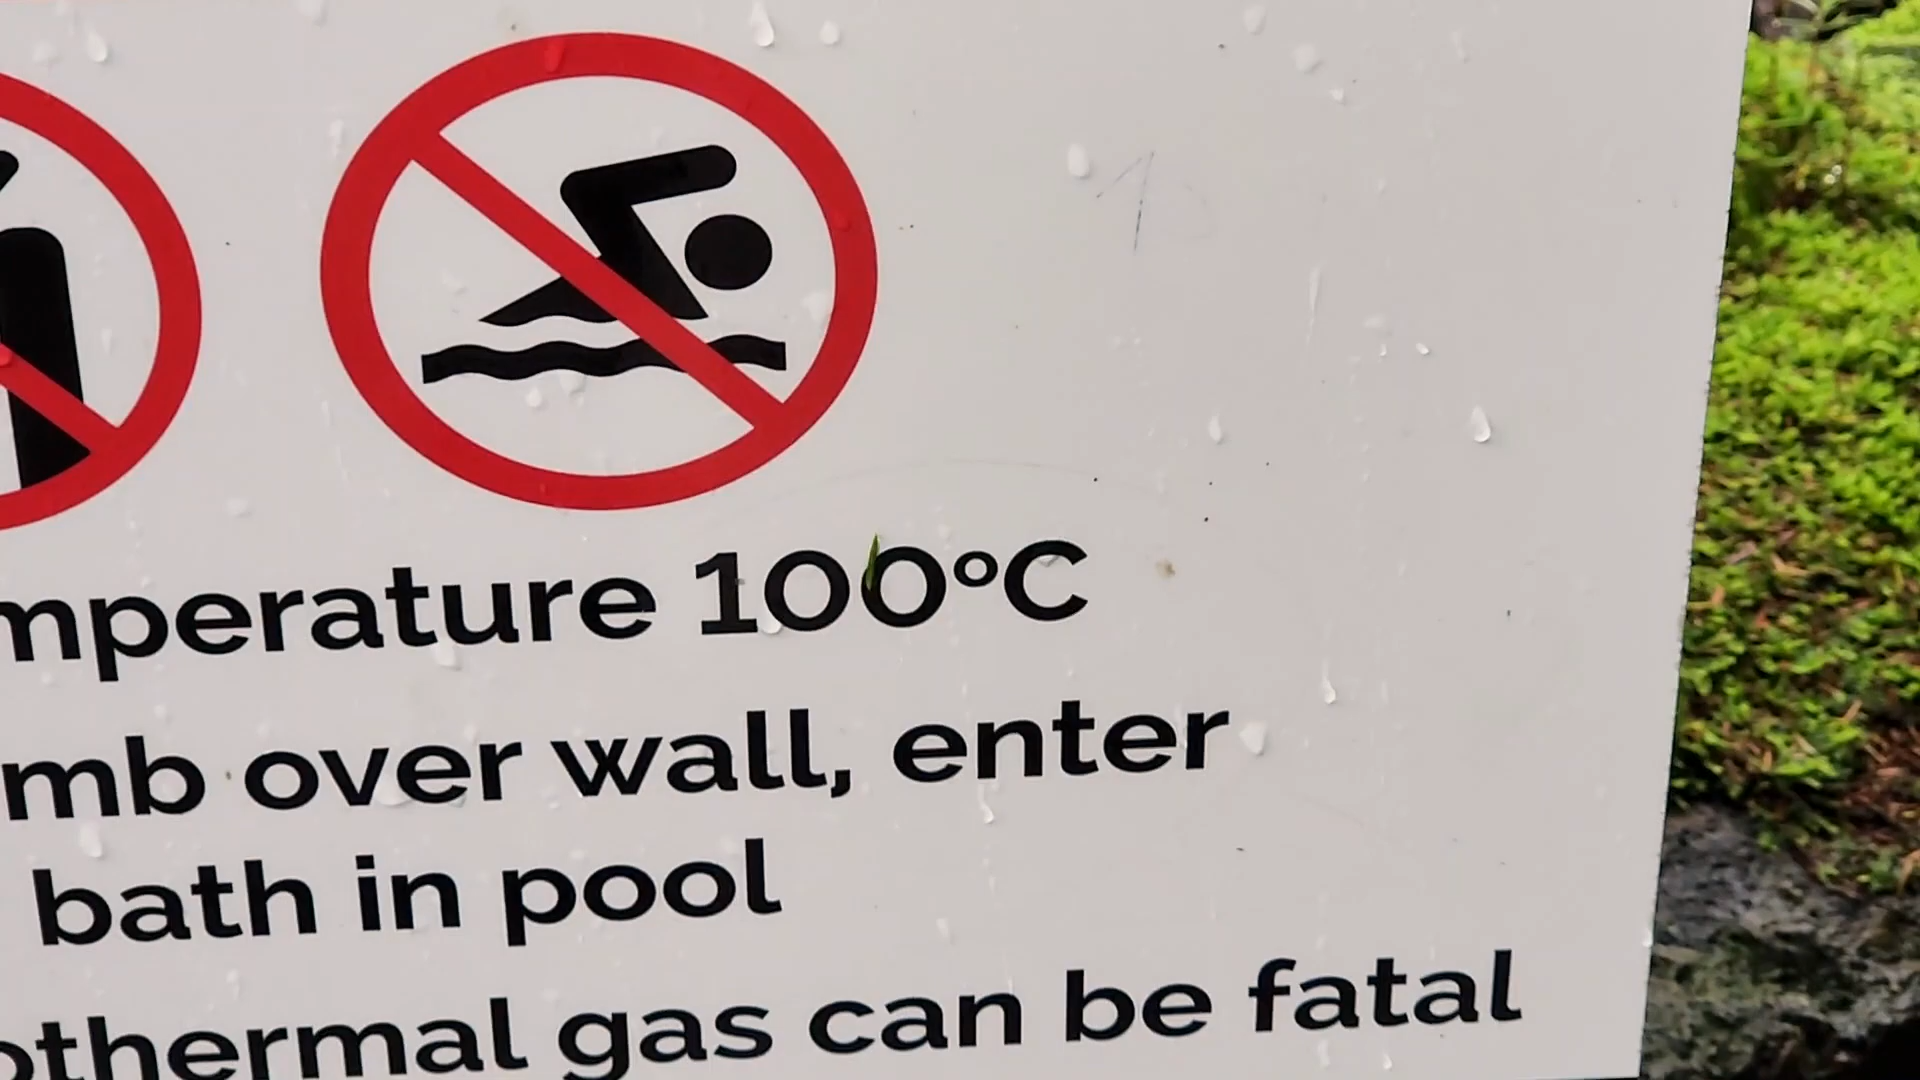 mperature 100°C
mb over wall, enter
bath in pool
othermal gas can be fatal